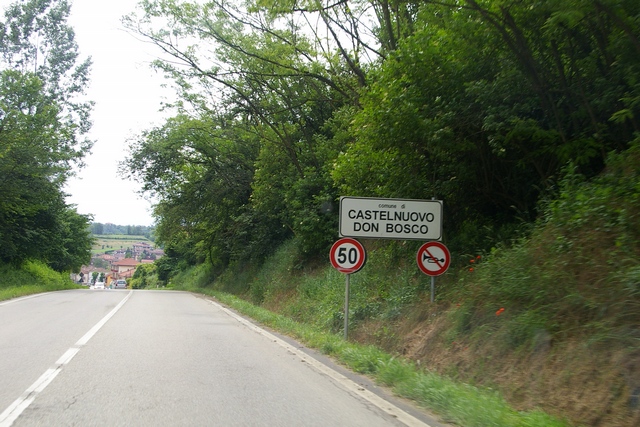 comune di
CASTELNUOVO
DON BOSCO
50